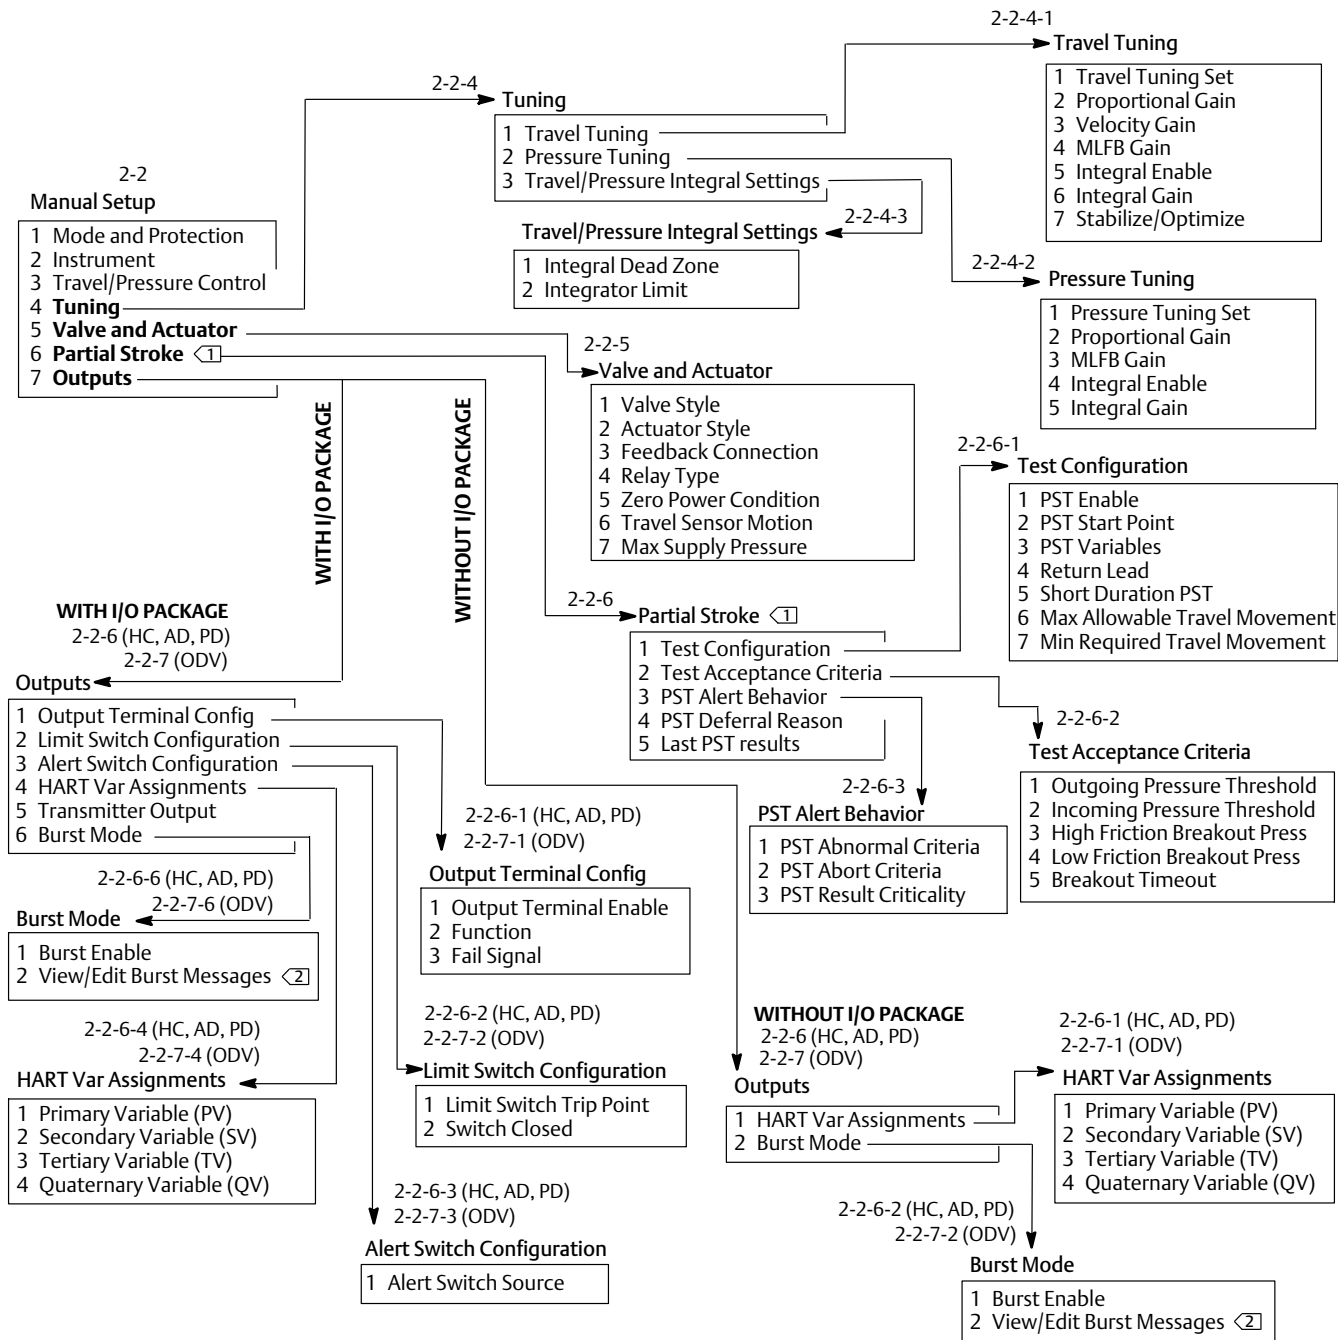 2-2
Manual Setup
1 Mode and Protection
2 Instrument
3 Travel/Pressure Control
4 Tuning
5 Valve and Actuator
6 Partial Stroke 1
7 Outputs
2-2-4
Tuning
1 Travel Tuning
2 Pressure Tuning
3 Travel/Pressure Integral Settings
2-2-4-1
Travel Tuning
1 Travel Tuning Set
2 Proportional Gain
3 Velocity Gain
4 MLFB Gain
5 Integral Enable
6 Integral Gain
7 Stabilize/Optimize
2-2-4-3
Travel/Pressure Integral Settings
1 Integral Dead Zone
2 Integrator Limit
2-2-4-2
Pressure Tuning
1 Pressure Tuning Set
2 Proportional Gain
3 MLFB Gain
4 Integral Enable
5 Integral Gain
2-2-5
Valve and Actuator
1 Valve Style
2 Actuator Style
3 Feedback Connection
4 Relay Type
5 Zero Power Condition
6 Travel Sensor Motion
7 Max Supply Pressure
2-2-6
Partial Stroke 1
1 Test Configuration
2 Test Acceptance Criteria
3 PST Alert Behavior
4 PST Deferral Reason
5 Last PST results
2-2-6-1
Test Configuration
1 PST Enable
2 PST Start Point
3 PST Variables
4 Return Lead
5 Short Duration PST
6 Max Allowable Travel Movement
7 Min Required Travel Movement
2-2-6-2
Test Acceptance Criteria
1 Outgoing Pressure Threshold
2 Incoming Pressure Threshold
3 High Friction Breakout Press
4 Low Friction Breakout Press
5 Breakout Timeout
2-2-6-3
PST Alert Behavior
1 PST Abnormal Criteria
2 PST Abort Criteria
3 PST Result Criticality
WITH I/O PACKAGE
WITHOUT I/O PACKAGE
WITH I/O PACKAGE
2-2-6 (HC, AD, PD)
2-2-7 (ODV)
Outputs
1 Output Terminal Config
2 Limit Switch Configuration
3 Alert Switch Configuration
4 HART Var Assignments
5 Transmitter Output
6 Burst Mode
2-2-6-6 (HC, AD, PD)
2-2-7-6 (ODV)
Burst Mode
1 Burst Enable
2 View/Edit Burst Messages 2
2-2-6-4 (HC, AD, PD)
2-2-7-4 (ODV)
HART Var Assignments
1 Primary Variable (PV)
2 Secondary Variable (SV)
3 Tertiary Variable (TV)
4 Quaternary Variable (QV)
2-2-6-1 (HC, AD, PD)
2-2-7-1 (ODV)
Output Terminal Config
1 Output Terminal Enable
2 Function
3 Fail Signal
2-2-6-2 (HC, AD, PD)
2-2-7-2 (ODV)
Limit Switch Configuration
1 Limit Switch Trip Point
2 Switch Closed
2-2-6-3 (HC, AD, PD)
2-2-7-3 (ODV)
Alert Switch Configuration
1 Alert Switch Source
WITHOUT I/O PACKAGE
2-2-6 (HC, AD, PD)
2-2-7 (ODV)
Outputs
1 HART Var Assignments
2 Burst Mode
2-2-6-1 (HC, AD, PD)
2-2-7-1 (ODV)
HART Var Assignments
1 Primary Variable (PV)
2 Secondary Variable (SV)
3 Tertiary Variable (TV)
4 Quaternary Variable (QV)
2-2-6-2 (HC, AD, PD)
2-2-7-2 (ODV)
Burst Mode
1 Burst Enable
2 View/Edit Burst Messages 2